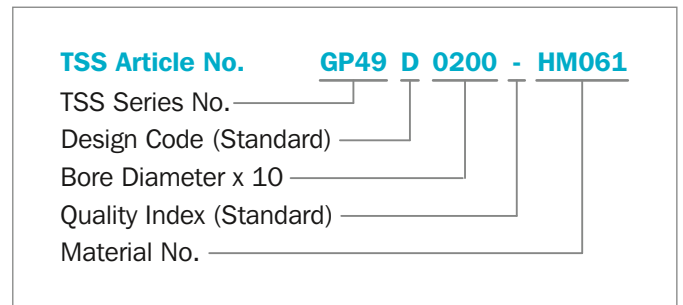 TSS Article No. GP49 D 0200 - HM061
TSS Series No.
Design Code (Standard)
Bore Diameter x 10
Quality Index (Standard)
Material No.